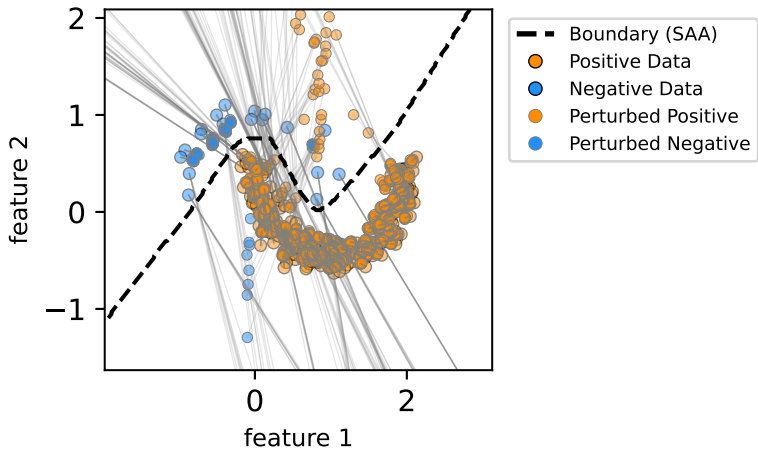 2
1
0
−1
0
2
feature 2
feature 1
Boundary (SAA)
Positive Data
Negative Data
Perturbed Positive
Perturbed Negative